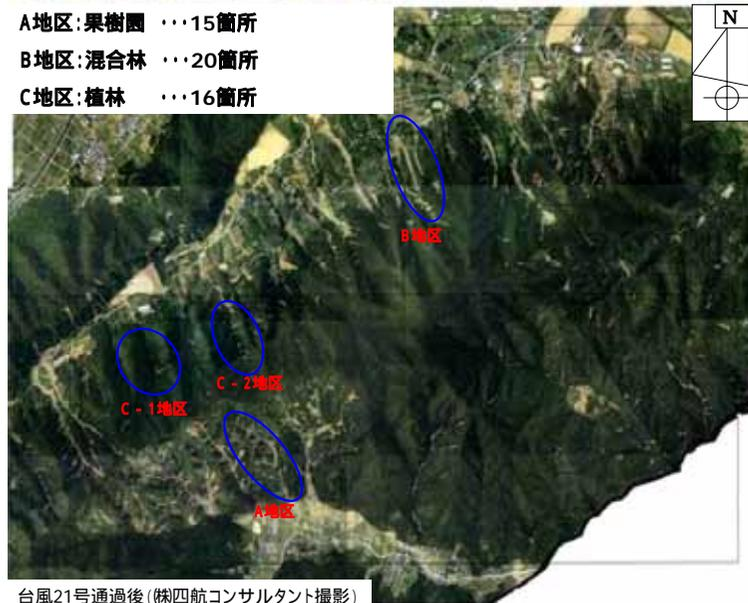 A地区:果樹園 ···15箇所
B地区:混合林 ···20箇所
C地区:植林 ···16箇所
N
B地区
C-2地区
C-1地区
A地区
台風21号通過後(㈱四航コンサルタント撮影)